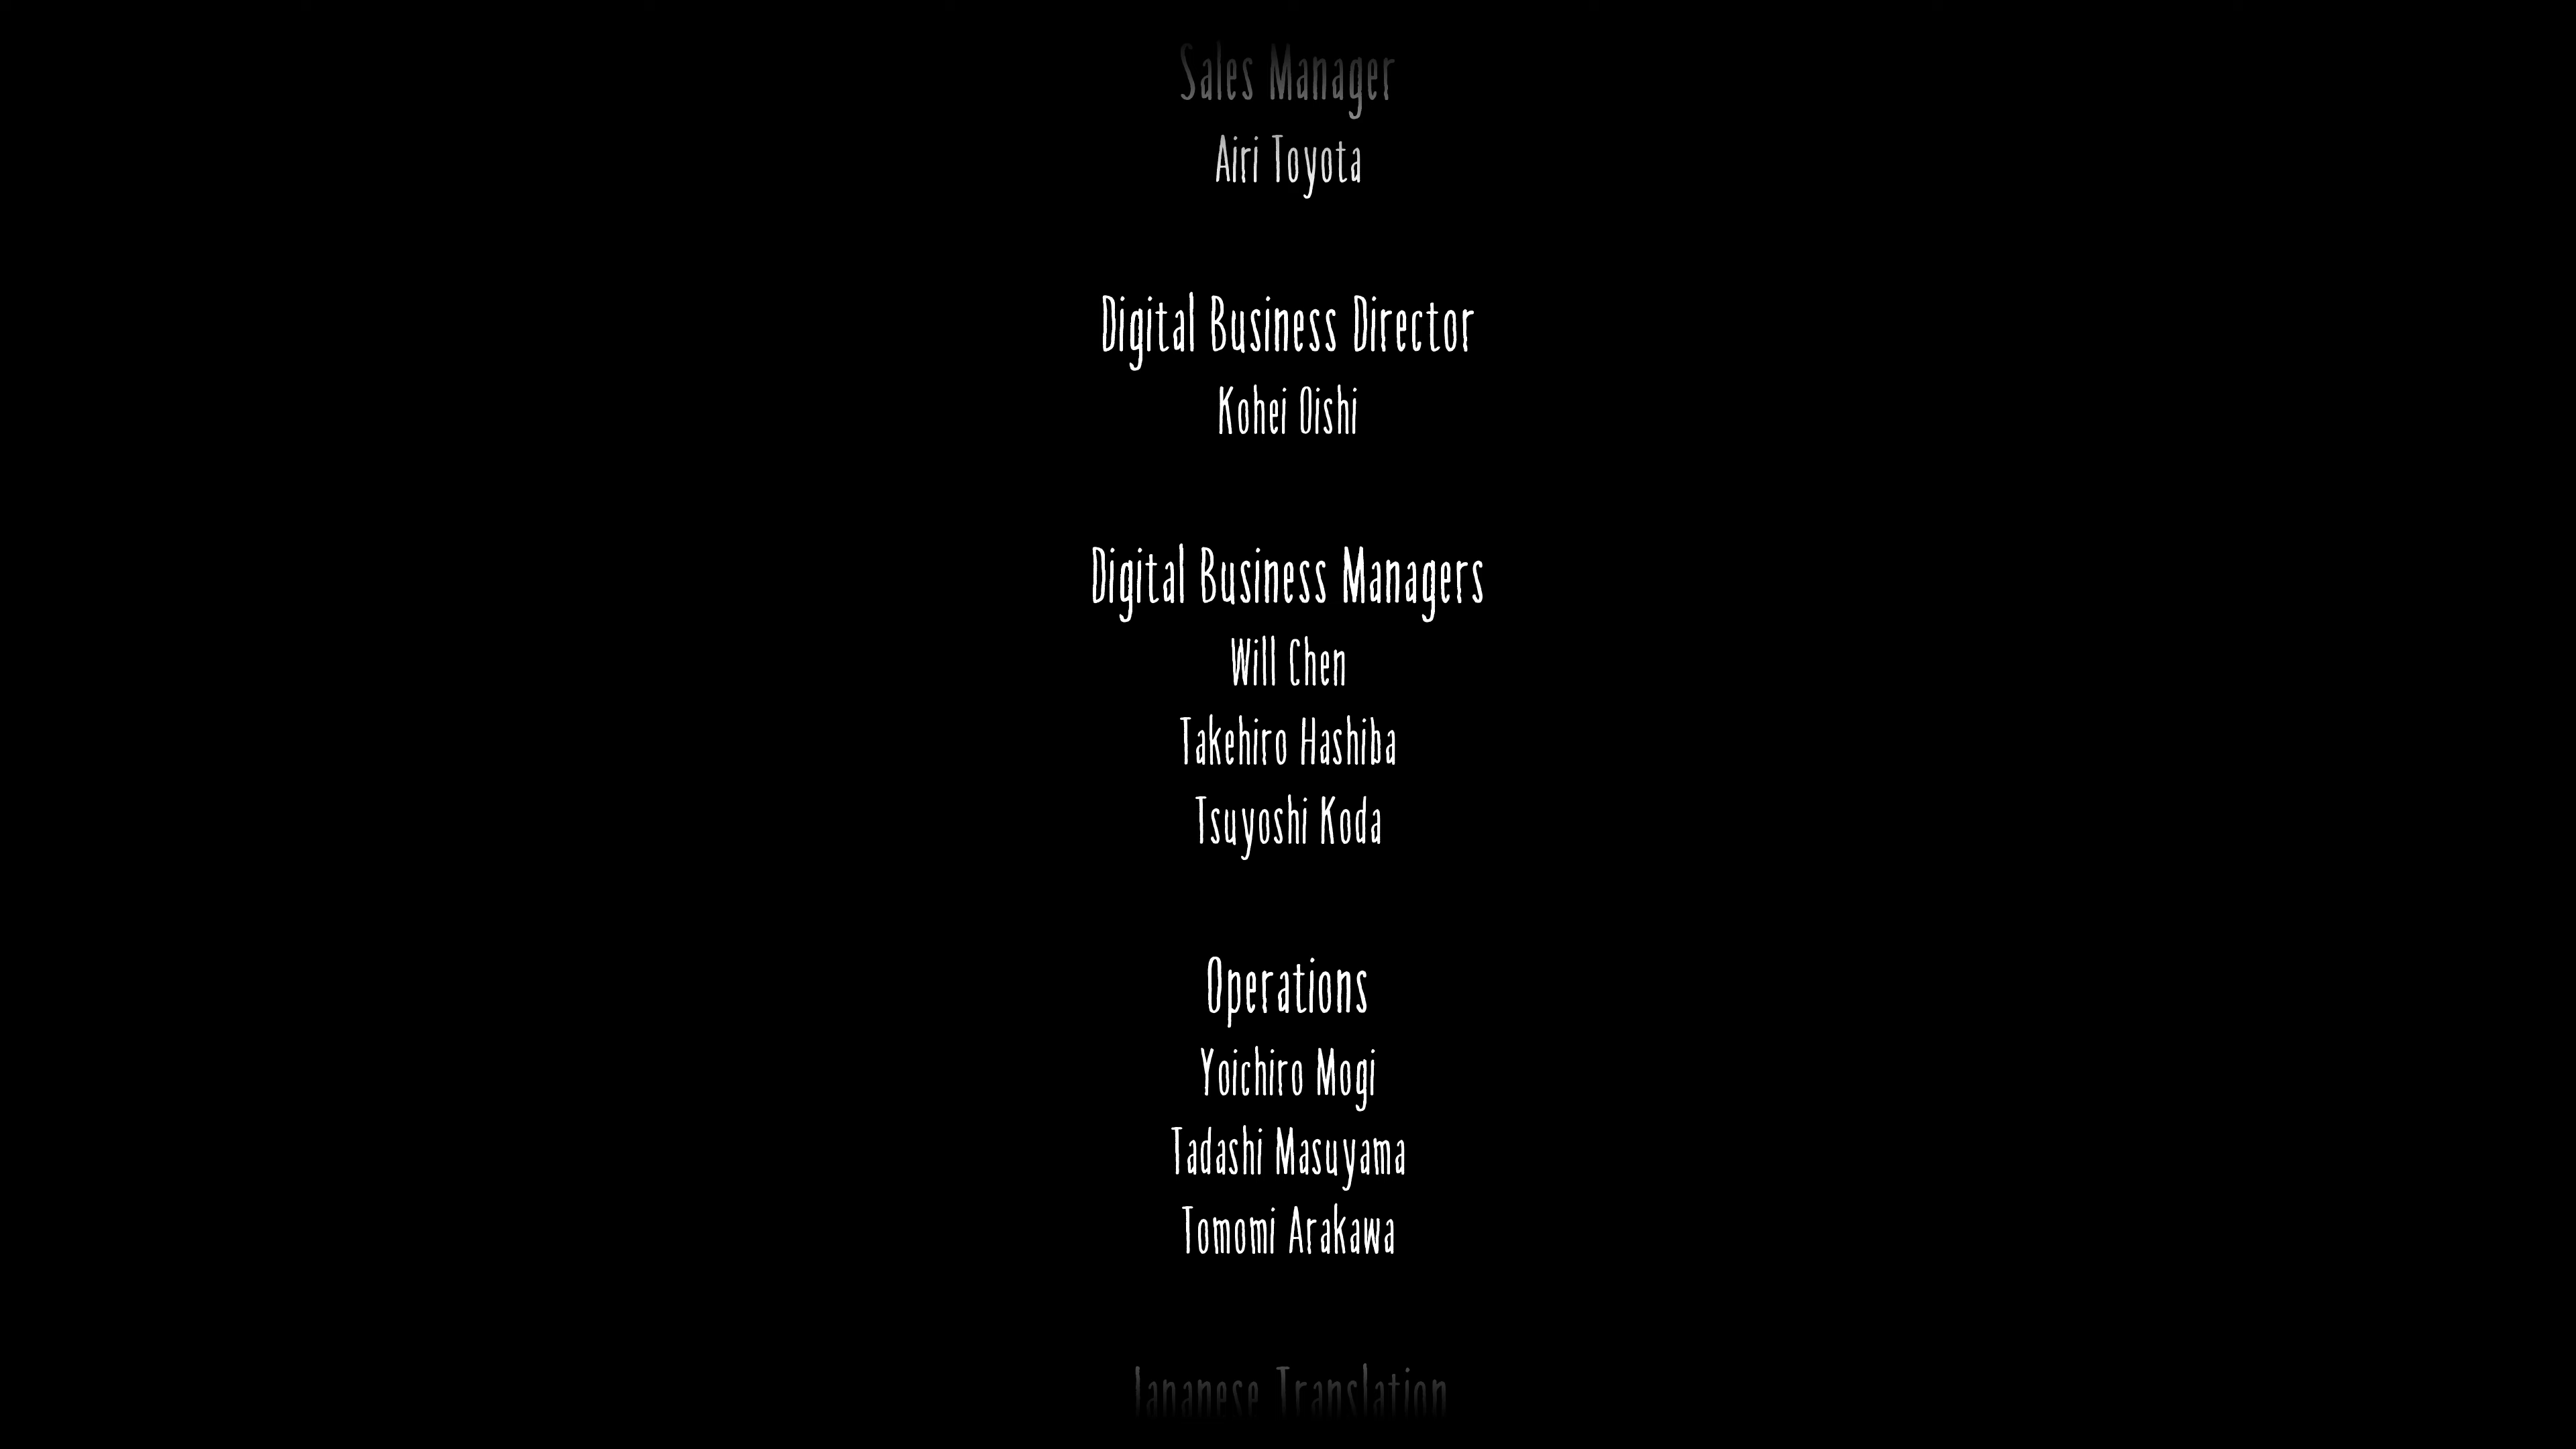 Sales Manager
Airi Toyota
Digital Business Director
Kohei Oishi
Digital Business Managers
Will Chen
Takehiro Hashiba
Tsuyoshi Koda
Operations
Yoichiro Mogi
Tadashi Masuyama
Tomomi Arakawa
Japanese Translation